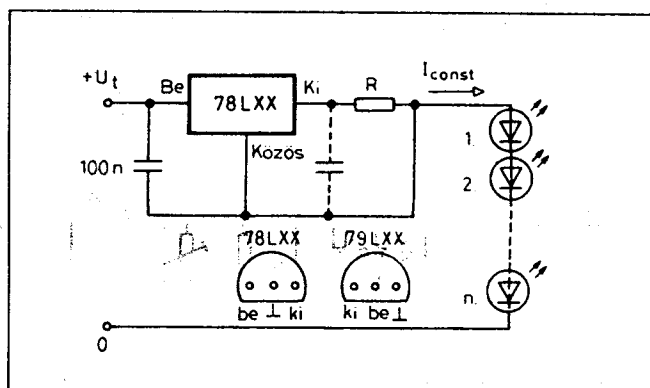 +Ut
Be
78LXX
Ki
R
Iconst
Közös
100n
1.
2.
n.
78LXX
79LXX
be ⊥ ki
ki be ⊥
0